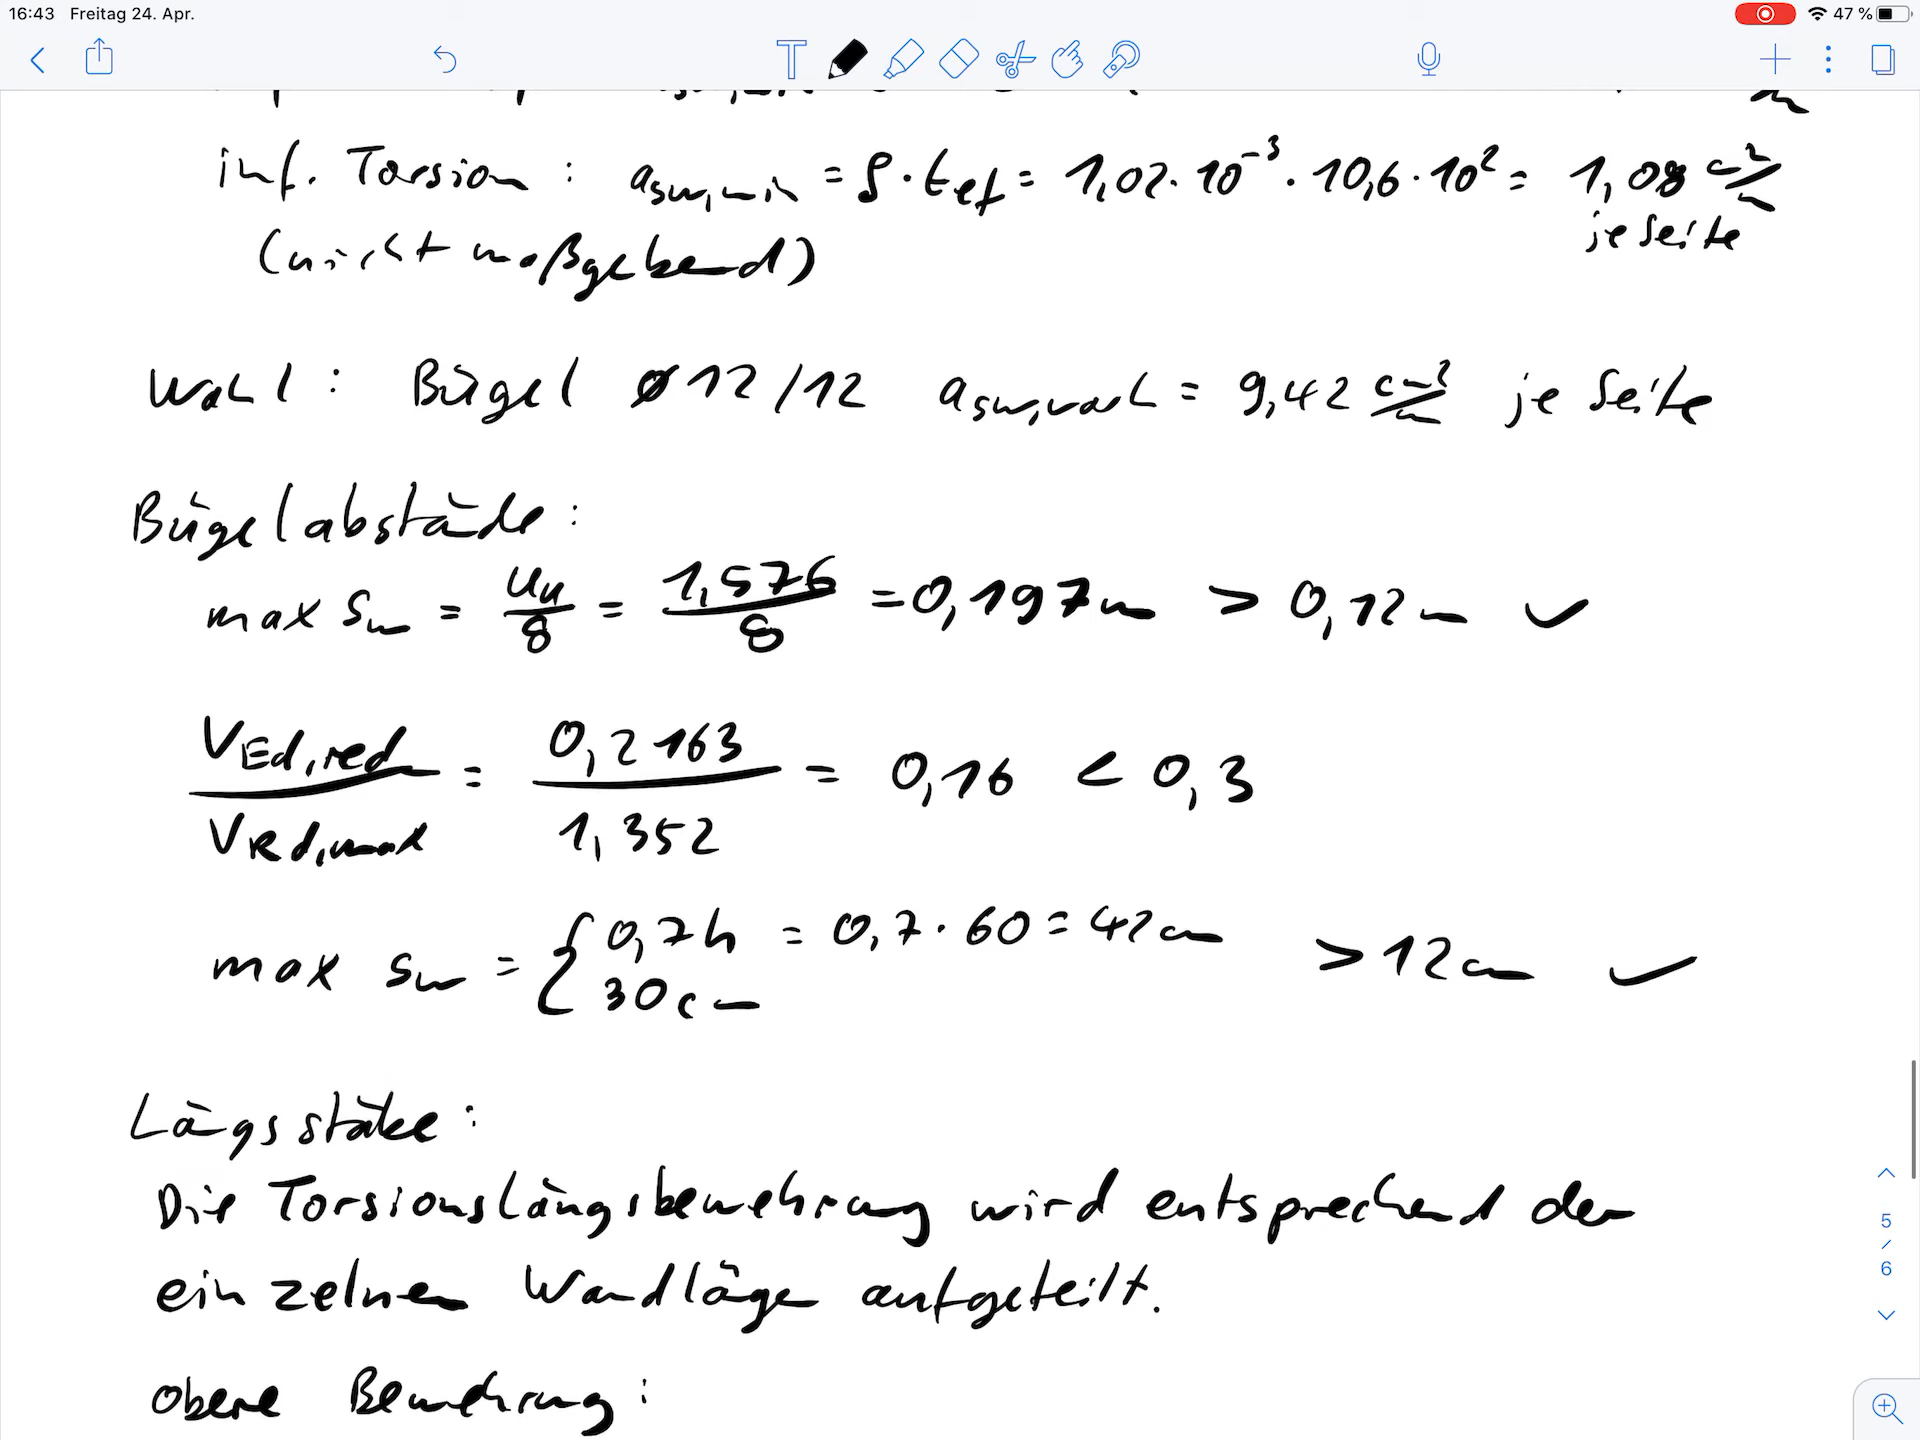 16:43 Freitag 24. Apr. 47 %
inf. Torsion : asw,min = ρ · tef = 1,02 · 10⁻³ · 10,6 · 10² = 1,08 cm²/m
je Seite
(nicht maßgebend)
Wahl : Bügel ø12/12 asw,vorh = 9,42 cm²/m je Seite
Bügelabstände :
max sw = uk/8 = 1,576/8 = 0,197m > 0,12m ✓
VEd,red/VRd,max = 0,2163/1,352 = 0,16 < 0,3
max sw = { 0,7h = 0,7 · 60 = 42cm > 12cm ✓
30cm
Längsstäbe :
Die Torsionslängsbewehrung wird entsprechend der
einzelnen Wandlängen aufgeteilt.
obere Bewehrung :
5
/
6